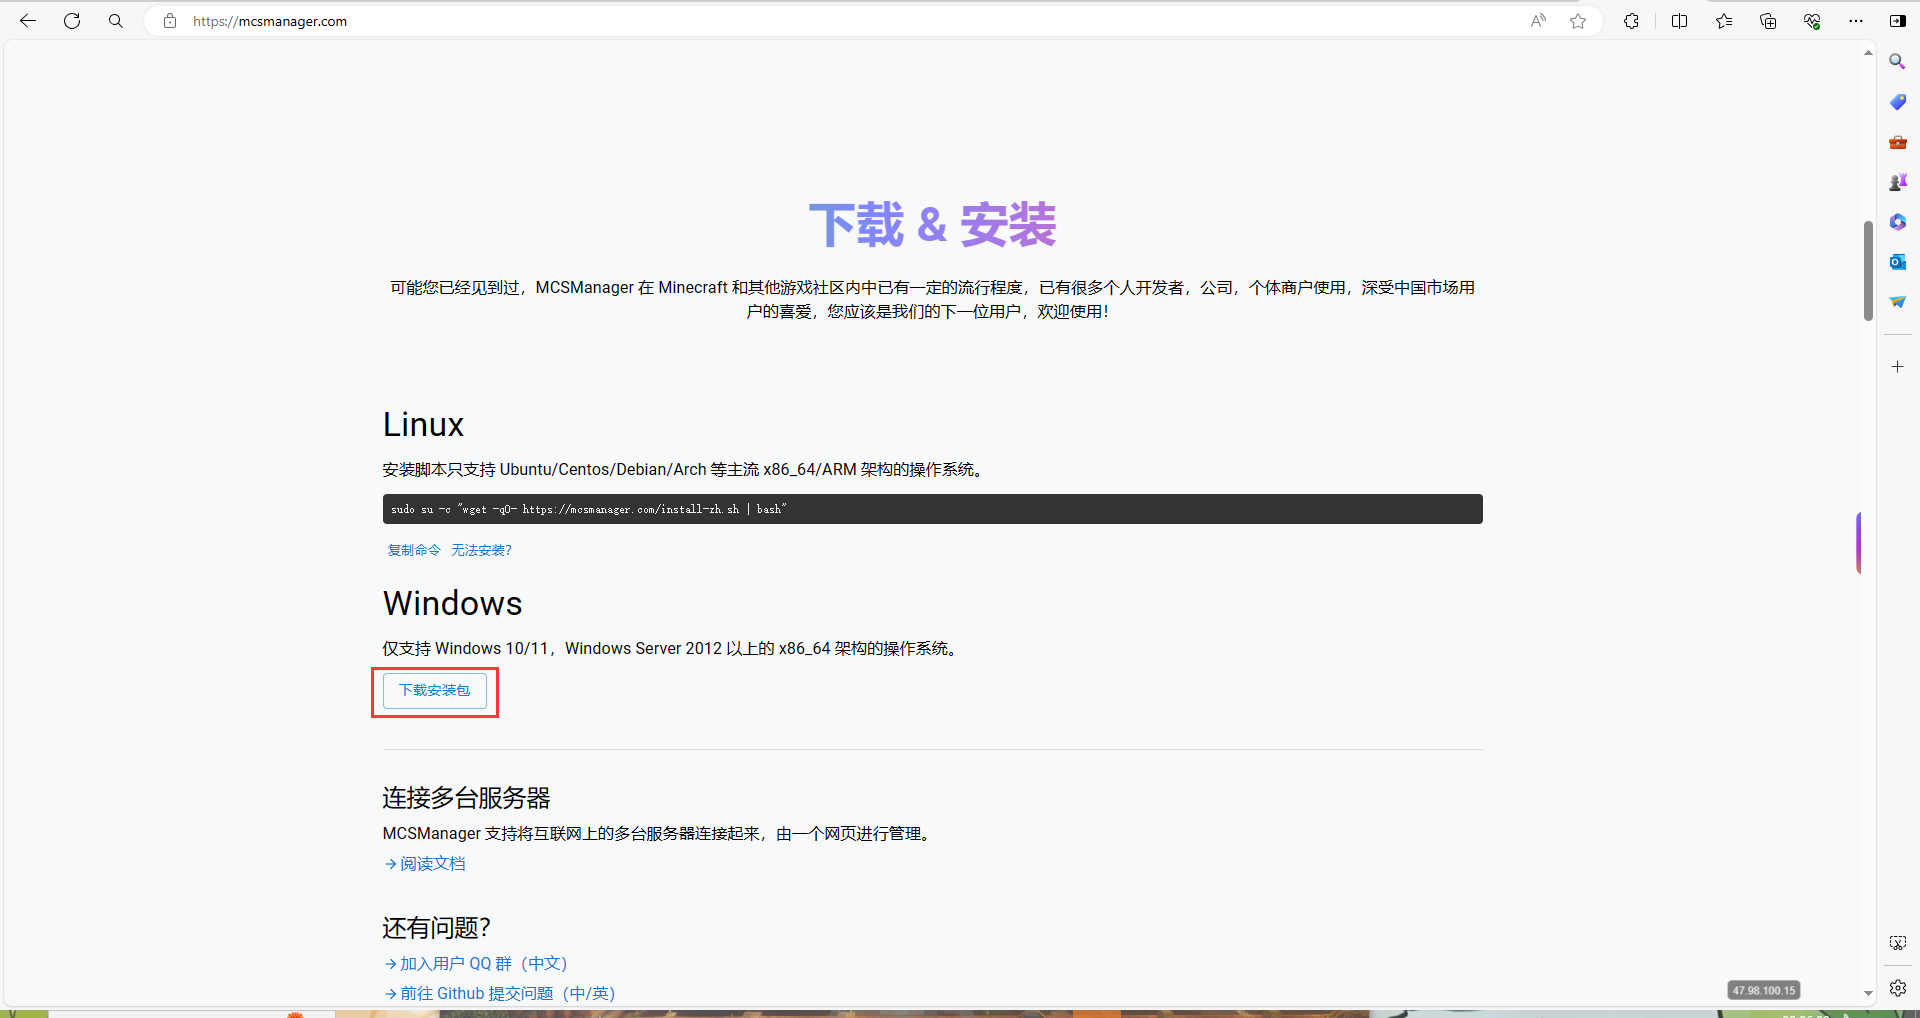 https://mcsmanager.com
下载 & 安装
可能您已经见到过，MCSManager 在 Minecraft 和其他游戏社区内中已有一定的流行程度，已有很多个人开发者，公司，个体商户使用，深受中国市场用
户的喜爱，您应该是我们的下一位用户，欢迎使用！
Linux
安装脚本只支持 Ubuntu/Centos/Debian/Arch 等主流 x86_64/ARM 架构的操作系统。
sudo su -c "wget -qO- https://mcsmanager.com/install-zh.sh | bash"
复制命令 无法安装？
Windows
仅支持 Windows 10/11，Windows Server 2012 以上的 x86_64 架构的操作系统。
下载安装包
连接多台服务器
MCSManager 支持将互联网上的多台服务器连接起来，由一个网页进行管理。
→ 阅读文档
还有问题？
→ 加入用户 QQ 群（中文）
→ 前往 Github 提交问题（中/英）
47.98.100.15